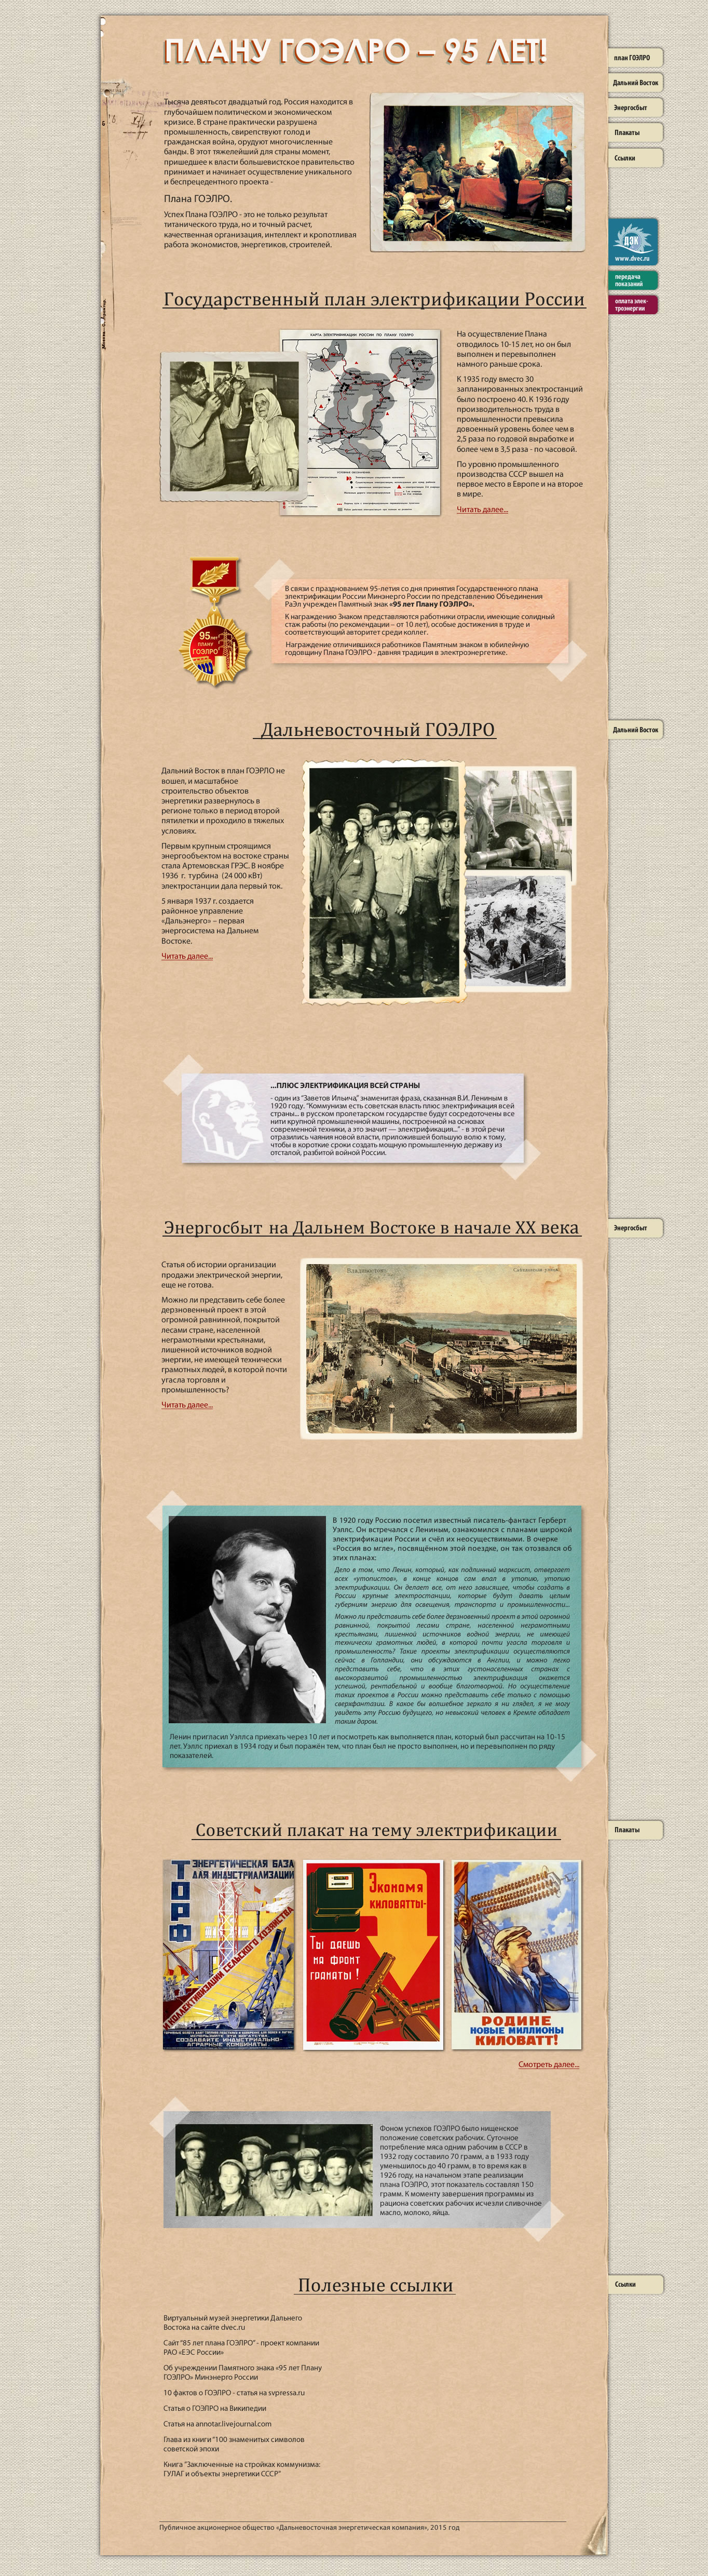 ПЛАНУ ГОЭЛРО – 95 ЛЕТ!
план ГОЭЛРО
Дальний Восток
Энергосбыт
Плакаты
Ссылки
Тысяча девятьсот двадцатый год. Россия находится в
глубочайшем политическом и экономическом
кризисе. В стране практически разрушена
промышленность, свирепствуют голод и
гражданская война, орудуют многочисленные
банды. В этот тяжелейший для страны момент,
пришедшее к власти большевистское правительство
принимает и начинает осуществление уникального
и беспрецедентного проекта -
Плана ГОЭЛРО.
Успех Плана ГОЭЛРО - это не только результат
титанического труда, но и точный расчет,
качественная организация, интеллект и кропотливая
работа экономистов, энергетиков, строителей.
ДЭК
www.dvec.ru
передача
показаний
оплата элек-
троэнергии
Государственный план электрификации России
КАРТА ЭЛЕКТРИФИКАЦИИ РОССИИ ПО ПЛАНУ ГОЭЛРО
На осуществление Плана
отводилось 10-15 лет, но он был
выполнен и перевыполнен
намного раньше срока.
К 1935 году вместо 30
запланированных электростанций
было построено 40. К 1936 году
производительность труда в
промышленности превысила
довоенный уровень более чем в
2,5 раза по годовой выработке и
более чем в 3,5 раза - по часовой.
По уровню промышленного
производства СССР вышел на
первое место в Европе и на второе
в мире.
Читать далее...
95 лет
ПЛАНУ
ГОЭЛРО
В связи с празднованием 95-летия со дня принятия Государственного плана
электрификации России Минэнерго России по представлению Объединения
РаЭл учрежден Памятный знак «95 лет Плану ГОЭЛРО».
К награждению Знаком представляются работники отрасли, имеющие солидный
стаж работы (по рекомендации – от 10 лет), особые достижения в труде и
соответствующий авторитет среди коллег.
Награждение отличившихся работников Памятным знаком в юбилейную
годовщину Плана ГОЭЛРО - давняя традиция в электроэнергетике.
Дальневосточный ГОЭЛРО
Дальний Восток
Дальний Восток в план ГОЭРЛО не
вошел, и масштабное
строительство объектов
энергетики развернулось в
регионе только в период второй
пятилетки и проходило в тяжелых
условиях.
Первым крупным строящимся
энергообъектом на востоке страны
стала Артемовская ГРЭС. В ноябре
1936 г. турбина (24 000 кВт)
электростанции дала первый ток.
5 января 1937 г. создается
районное управление
«Дальэнерго» – первая
энергосистема на Дальнем
Востоке.
Читать далее...
...ПЛЮС ЭЛЕКТРИФИКАЦИЯ ВСЕЙ СТРАНЫ
- один из "Заветов Ильича", знаменитая фраза, сказанная В.И. Лениным в
1920 году. "Коммунизм есть советская власть плюс электрификация всей
страны... в русском пролетарском государстве будут сосредоточены все
нити крупной промышленной машины, построенной на основах
современной техники, а это значит — электрификация..." - в этой речи
отразились чаяния новой власти, приложившей большую волю к тому,
чтобы в короткие сроки создать мощную промышленную державу из
отсталой, разбитой войной России.
Энергосбыт на Дальнем Востоке в начале XX века
Энергосбыт
Статья об истории организации
продажи электрической энергии,
еще не готова.
Можно ли представить себе более
дерзновенный проект в этой
огромной равнинной, покрытой
лесами стране, населенной
неграмотными крестьянами,
лишенной источников водной
энергии, не имеющей технически
грамотных людей, в которой почти
угасла торговля и
промышленность?
Читать далее...
В 1920 году Россию посетил известный писатель-фантаст Герберт
Уэллс. Он встречался с Лениным, ознакомился с планами широкой
электрификации России и счёл их неосуществимыми. В очерке
«Россия во мгле», посвящённом этой поездке, он так отозвался об
этих планах:
Дело в том, что Ленин, который, как подлинный марксист, отвергает
всех «утопистов», в конце концов сам впал в утопию, утопию
электрификации. Он делает все, от него зависящее, чтобы создать в
России крупные электростанции, которые будут давать целым
губерниям энергию для освещения, транспорта и промышленности...
Можно ли представить себе более дерзновенный проект в этой огромной
равнинной, покрытой лесами стране, населенной неграмотными
крестьянами, лишенной источников водной энергии, не имеющей
технически грамотных людей, в которой почти угасла торговля и
промышленность? Такие проекты электрификации осуществляются
сейчас в Голландии, они обсуждаются в Англии, и можно легко
представить себе, что в этих густонаселенных странах с
высокоразвитой промышленностью электрификация окажется
успешной, рентабельной и вообще благотворной. Но осуществление
таких проектов в России можно представить себе только с помощью
сверхфантазии. В какое бы волшебное зеркало я ни глядел, я не могу
увидеть эту Россию будущего, но невысокий человек в Кремле обладает
таким даром.
Ленин пригласил Уэллса приехать через 10 лет и посмотреть как выполняется план, который был рассчитан на 10-15
лет. Уэллс приехал в 1934 году и был поражён тем, что план был не просто выполнен, но и перевыполнен по ряду
показателей.
Советский плакат на тему электрификации
Плакаты
ТОРФ
ЭНЕРГЕТИЧЕСКАЯ БАЗА
ДЛЯ ИНДУСТРИАЛИЗАЦИИ
И КОЛЛЕКТИВИЗАЦИИ СЕЛЬСКОГО ХОЗЯЙСТВА
СОЗДАВАЙТЕ ИНДУСТРИАЛЬНО-
АГРАРНЫЕ КОМБИНАТЫ
Экономя
киловатты-
Ты даешь
на фронт
гранаты!
РОДИНЕ
НОВЫЕ МИЛЛИОНЫ
КИЛОВАТТ!
Смотреть далее...
Фоном успехов ГОЭЛРО было нищенское
положение советских рабочих. Суточное
потребление мяса одним рабочим в СССР в
1932 году составило 70 грамм, а в 1933 году
уменьшилось до 40 грамм, в то время как в
1926 году, на начальном этапе реализации
плана ГОЭЛРО, этот показатель составлял 150
грамм. К моменту завершения программы из
рациона советских рабочих исчезли сливочное
масло, молоко, яйца.
Полезные ссылки
Ссылки
Виртуальный музей энергетики Дальнего
Востока на сайте dvec.ru
Сайт "85 лет плана ГОЭЛРО" - проект компании
РАО «ЕЭС России»
Об учреждении Памятного знака «95 лет Плану
ГОЭЛРО» Минэнерго России
10 фактов о ГОЭЛРО - статья на svpressa.ru
Статья о ГОЭЛРО на Википедии
Статья на annotar.livejournal.com
Глава из книги "100 знаменитых символов
советской эпохи
Книга "Заключенные на стройках коммунизма:
ГУЛАГ и объекты энергетики СССР"
Публичное акционерное общество «Дальневосточная энергетическая компания», 2015 год